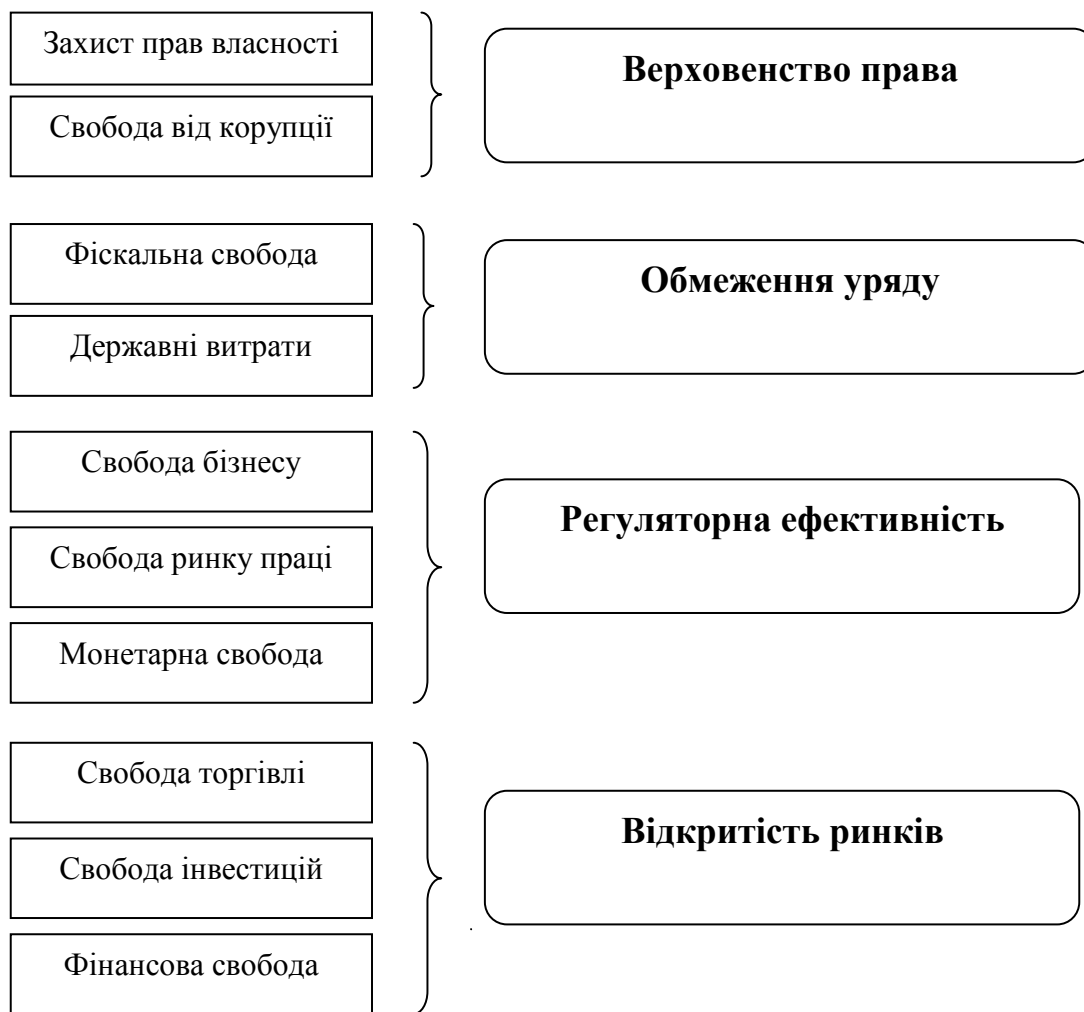 Захист прав власності
Свобода від корупції
Верховенство права
Фіскальна свобода
Державні витрати
Обмеження уряду
Свобода бізнесу
Свобода ринку праці
Монетарна свобода
Регуляторна ефективність
Свобода торгівлі
Свобода інвестицій
Фінансова свобода
Відкритість ринків